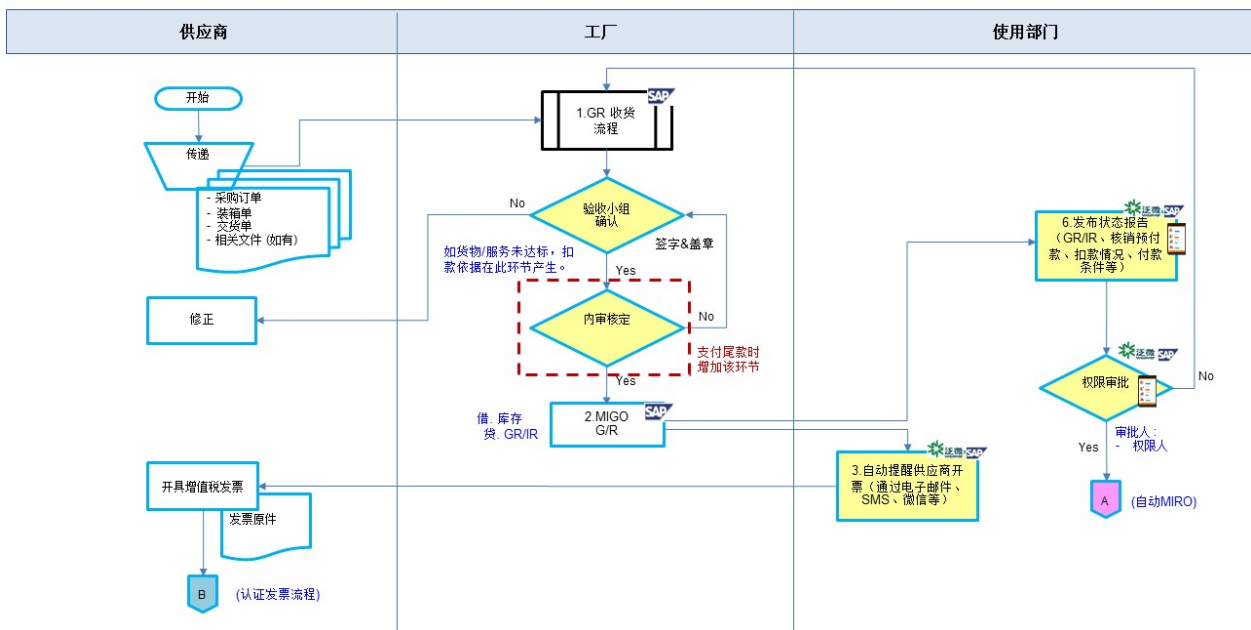 供应商
工厂
使用部门
开始
传递
- 采购订单
- 装箱单
- 交货单
- 相关文件 (如有)
SAP
1.GR 收货
流程
No
验收小组
确认
签字&盖章
如货物/服务未达标，扣
款依据在此环节产生。
Yes
修正
内审核定
No
支付尾款时
增加该环节
Yes
借. 库存
贷. GR/IR
SAP
2.MIGO
G/R
泛微 SAP
6.发布状态报告
（GR/IR、核销预付
款、扣款情况、付款
条件等）
泛微 SAP
权限审批
No
Yes
审批人：
- 权限人
A
(自动MIRO)
泛微 SAP
3.自动提醒供应商开
票（通过电子邮件、
SMS、微信等）
开具增值税发票
发票原件
B
(认证发票流程)